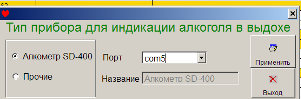 Тип прибора для индикации алкоголя в выдохе
Алкометр SD-400
Прочие
Порт com5
Название Алкометр SD-400
Применить
Выход